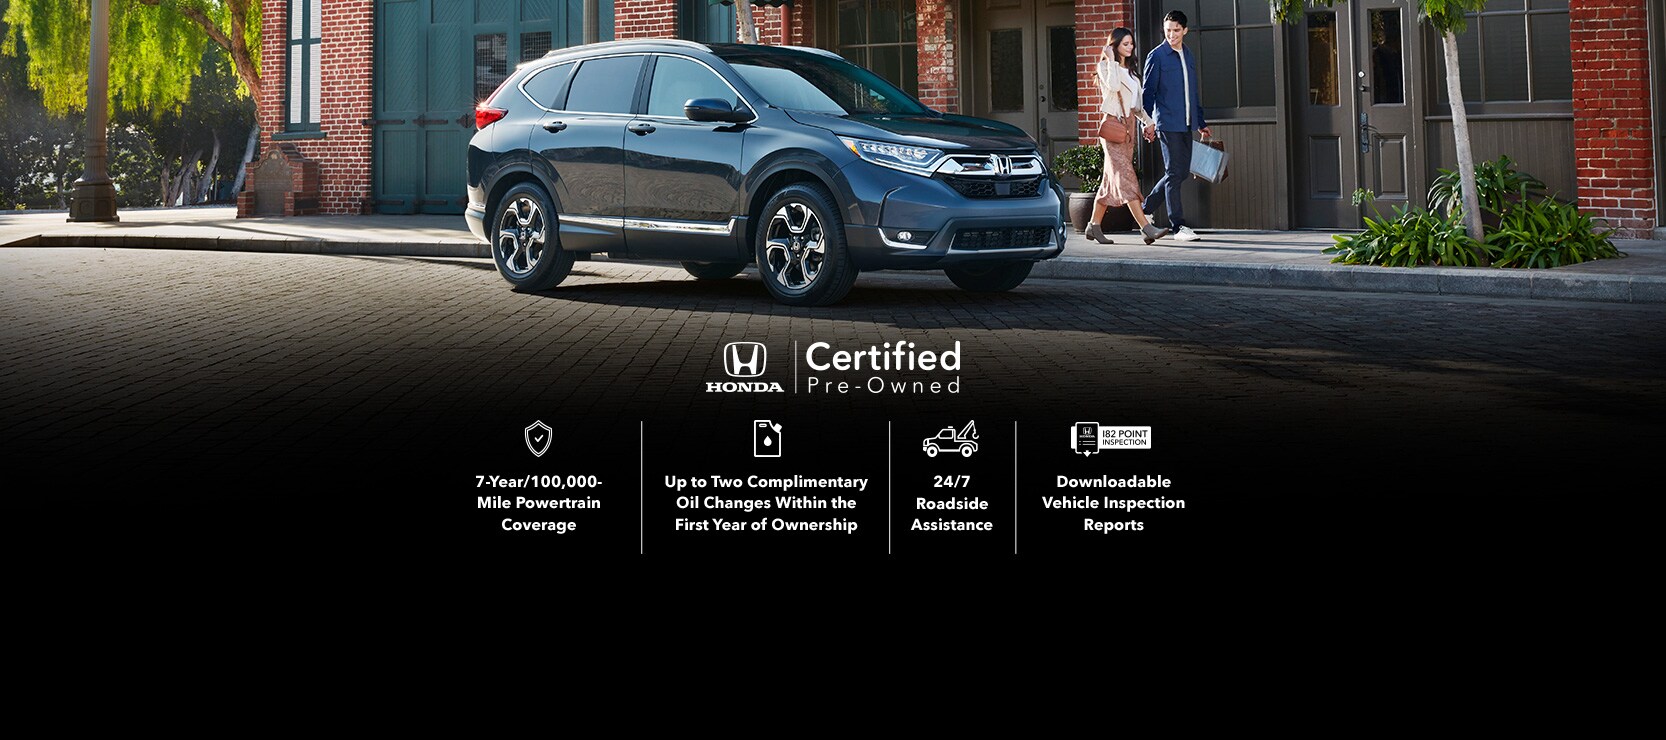 HONDA
Certified
Pre-Owned
7-Year/100,000-
Mile Powertrain
Coverage
Up to Two Complimentary
Oil Changes Within the
First Year of Ownership
24/7
Roadside
Assistance
HONDA
182 POINT
INSPECTION
Downloadable
Vehicle Inspection
Reports